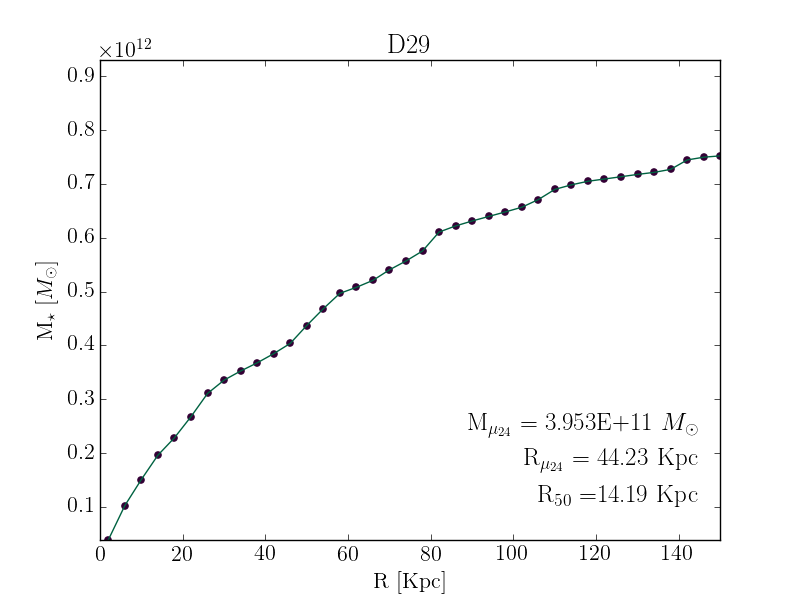 D29
×10¹²
0.9
0.8
0.7
0.6
0.5
0.4
0.3
0.2
0.1
0 20 40 60 80 100 120 140
M⋆ [M⊙]
R [Kpc]
M_μ₂₄ = 3.953E+11 M⊙
R_μ₂₄ = 44.23 Kpc
R₅₀ =14.19 Kpc